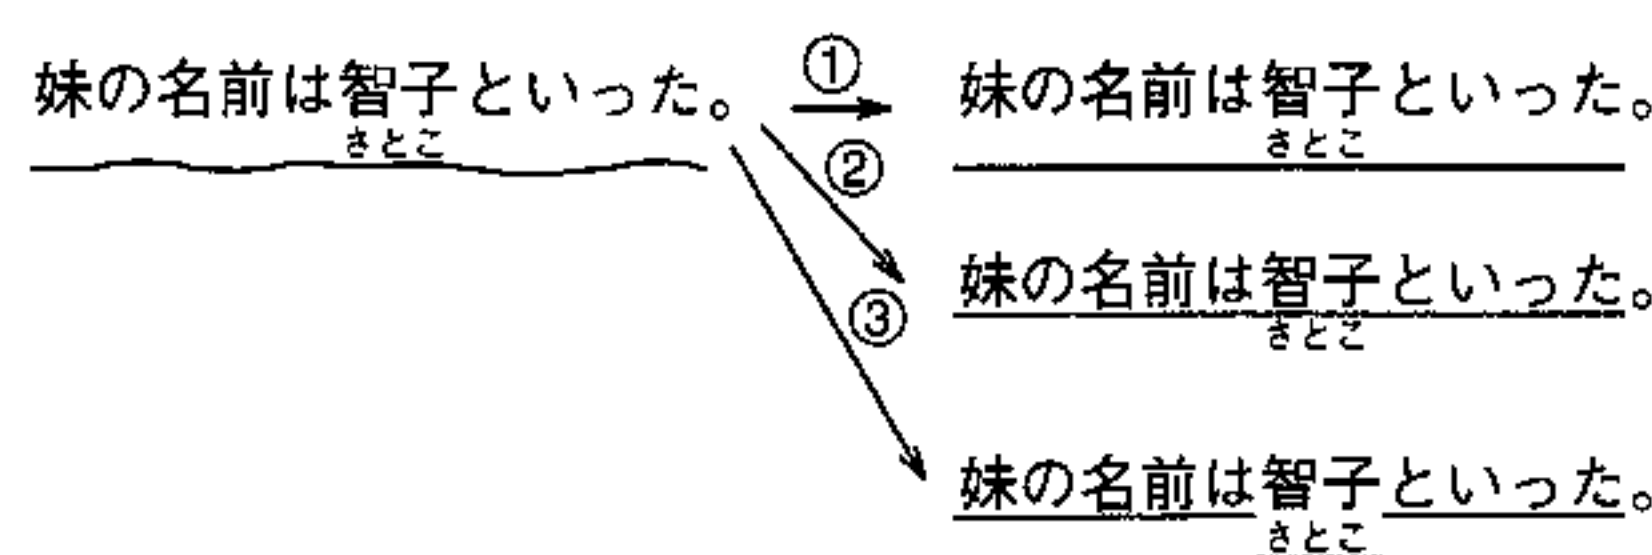 妹の名前は智子といった。 ① 妹の名前は智子といった。
さとこ さとこ
②
妹の名前は智子といった。
さとこ
③
妹の名前は智子といった。
さとこ